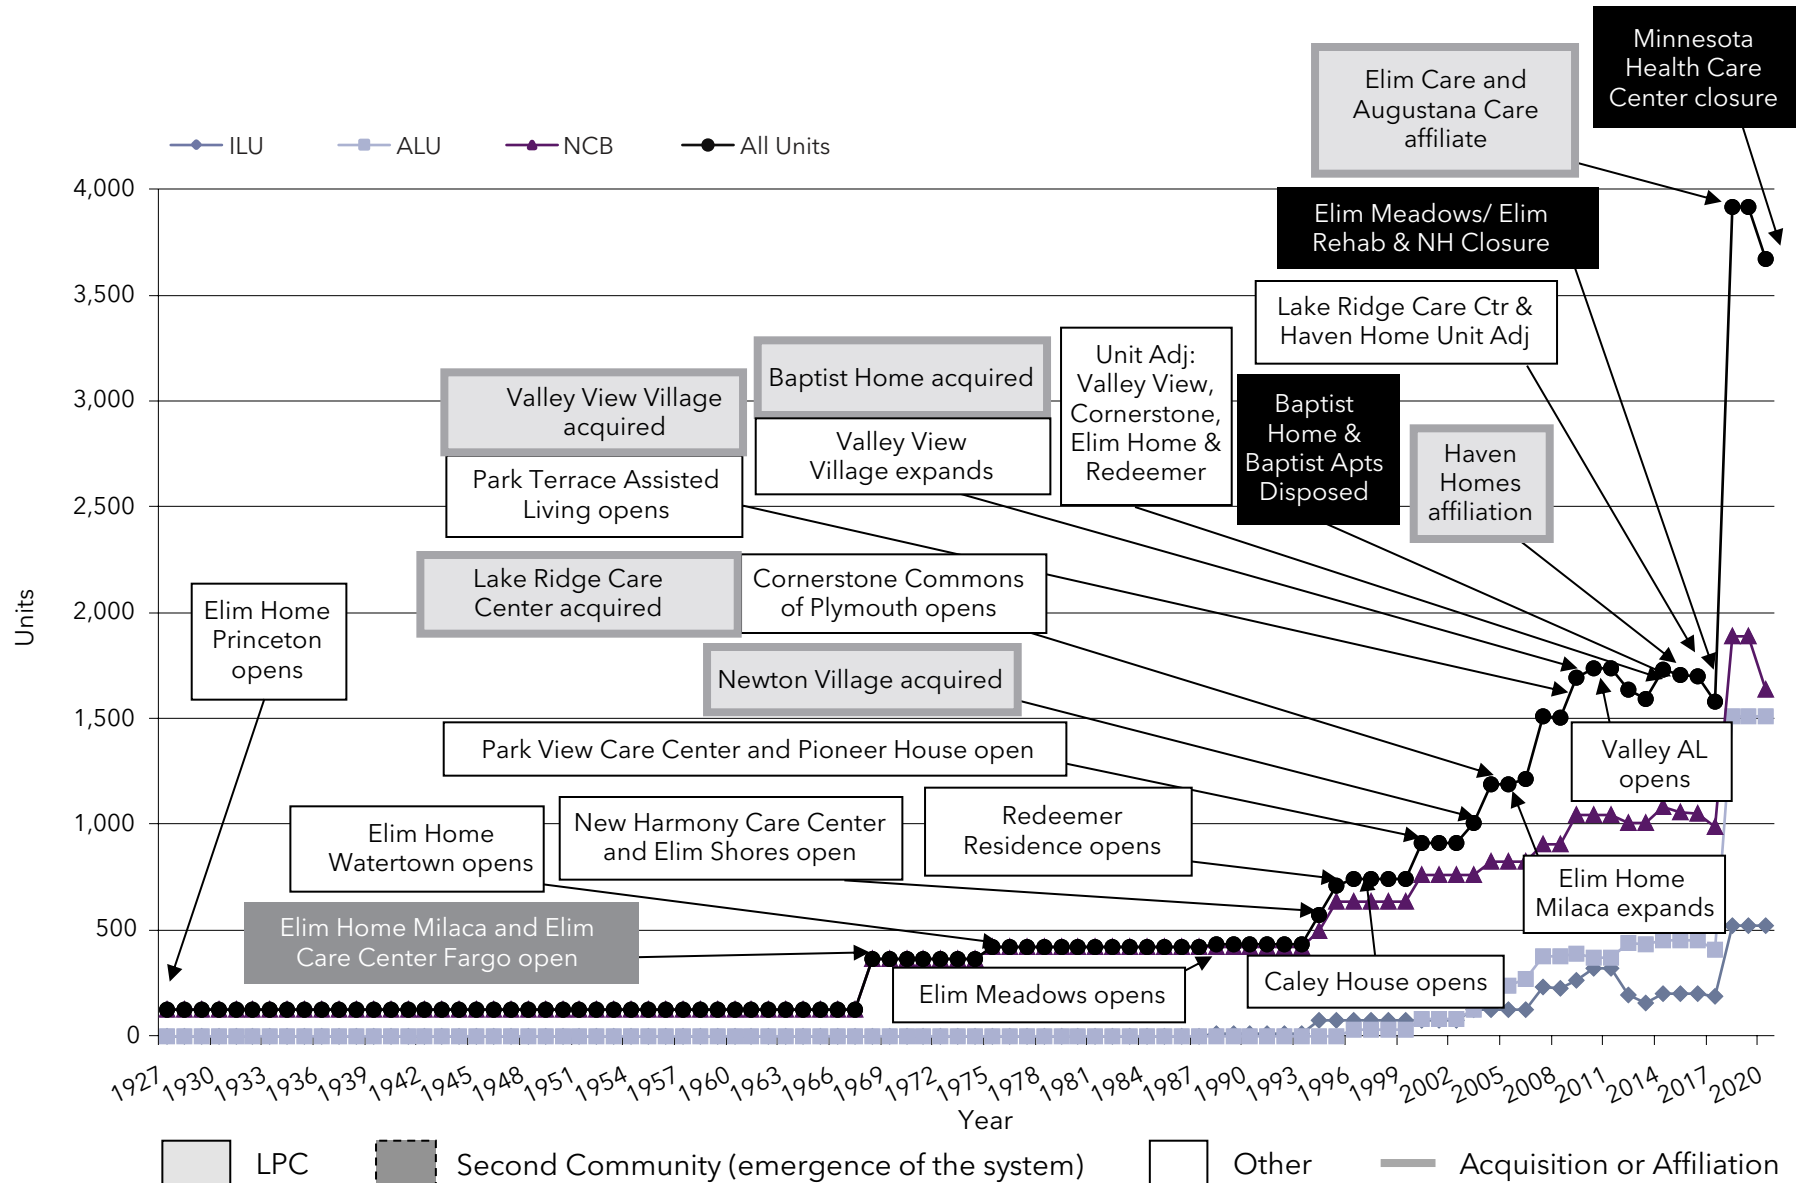 Minnesota
Health Care
Center closure
Elim Care and
Augustana Care
affiliate
ILU
ALU
NCB
All Units
Elim Meadows/ Elim
Rehab & NH Closure
Lake Ridge Care Ctr &
Haven Home Unit Adj
Unit Adj:
Valley View,
Cornerstone,
Elim Home &
Redeemer
Baptist Home acquired
Valley View
Village expands
Valley View Village
acquired
Park Terrace Assisted
Living opens
Baptist
Home &
Baptist Apts
Disposed
Haven
Homes
affiliation
Lake Ridge Care
Center acquired
Cornerstone Commons
of Plymouth opens
Elim Home
Princeton
opens
Newton Village acquired
Park View Care Center and Pioneer House open
Valley AL
opens
Elim Home
Watertown opens
New Harmony Care Center
and Elim Shores open
Redeemer
Residence opens
Elim Home
Milaca expands
Elim Home Milaca and Elim
Care Center Fargo open
Elim Meadows opens
Caley House opens
Units
4,000
3,500
3,000
2,500
2,000
1,500
1,000
500
0
1927
1930
1933
1936
1939
1942
1945
1948
1951
1954
1957
1960
1963
1966
1969
1972
1975
1978
1981
1984
1987
1990
1993
1996
1999
2002
2005
2008
2011
2014
2017
2020
Year
LPC
Second Community (emergence of the system)
Other
Acquisition or Affiliation